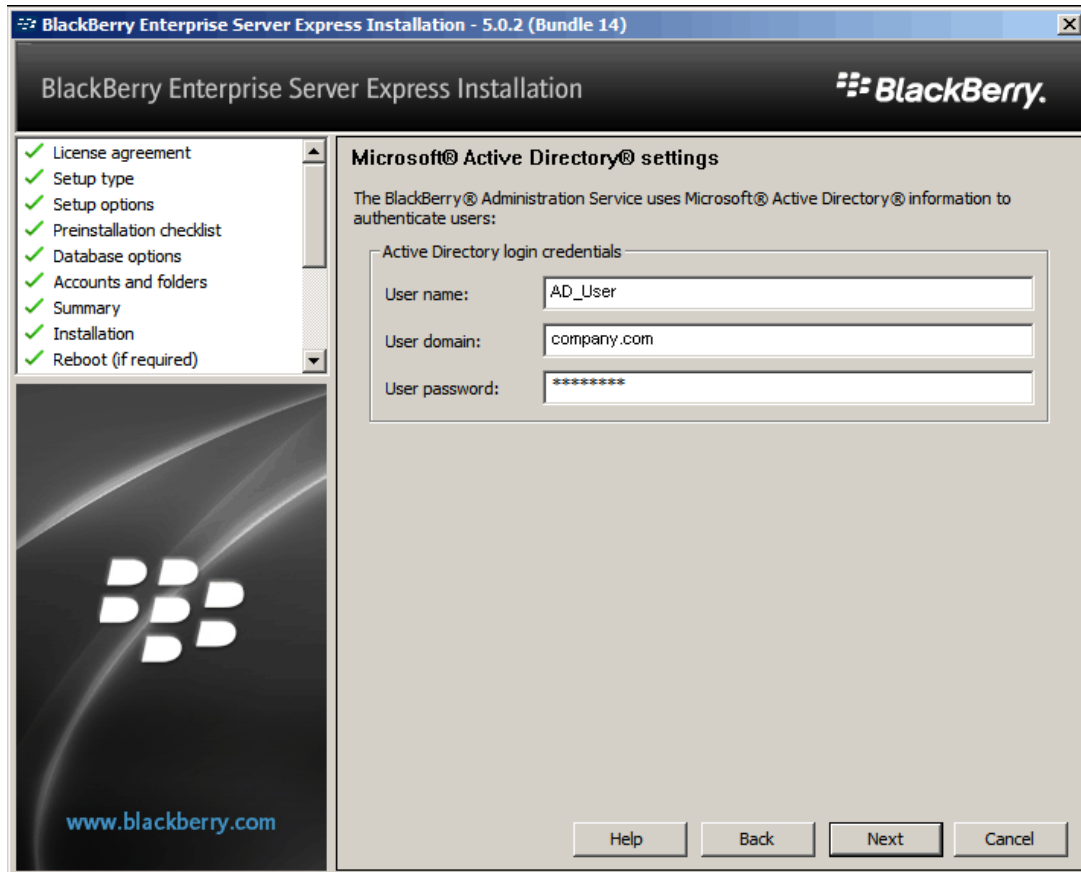 BlackBerry Enterprise Server Express Installation - 5.0.2 (Bundle 14)
BlackBerry Enterprise Server Express Installation
BlackBerry.
License agreement
Setup type
Setup options
Preinstallation checklist
Database options
Accounts and folders
Summary
Installation
Reboot (if required)
www.blackberry.com
Microsoft® Active Directory® settings
The BlackBerry® Administration Service uses Microsoft® Active Directory® information to
authenticate users:
Active Directory login credentials
User name: AD_User
User domain: company.com
User password: ********
Help Back Next Cancel